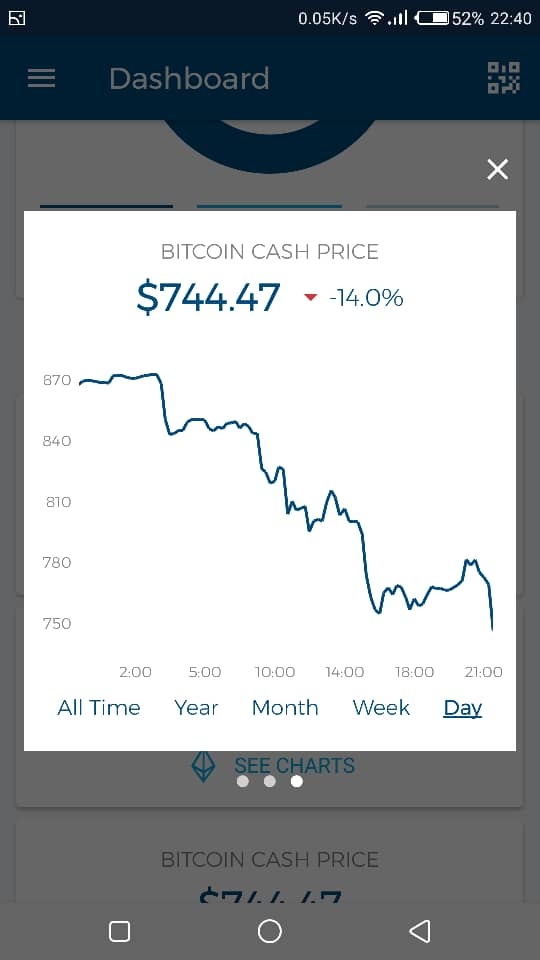 0.05K/s 52% 22:40
Dashboard
BITCOIN CASH PRICE
$744.47 -14.0%
870
840
810
780
750
2:00 5:00 10:00 14:00 18:00 21:00
All Time Year Month Week Day
SEE CHARTS
BITCOIN CASH PRICE
$744.47